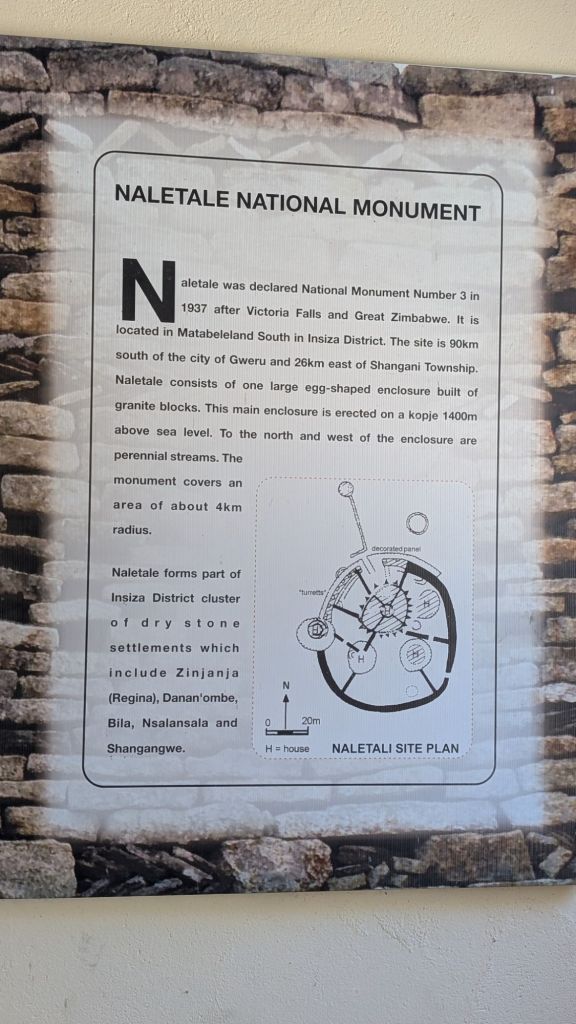 NALETALE NATIONAL MONUMENT
Naletale was declared National Monument Number 3 in
1937 after Victoria Falls and Great Zimbabwe. It is
located in Matabeleland South in Insiza District. The site is 90km
south of the city of Gweru and 26km east of Shangani Township.
Naletale consists of one large egg-shaped enclosure built of
granite blocks. This main enclosure is erected on a kopje 1400m
above sea level. To the north and west of the enclosure are
perennial streams. The
monument covers an
area of about 4km
radius.
Naletale forms part of
Insiza District cluster
of dry stone
settlements which
include Zinjanja
(Regina), Danan'ombe,
Bila, Nsalansala and
Shangangwe.
decorated panel
"turretts"
H
H
H
H
N
0 20m
H = house
NALETALI SITE PLAN